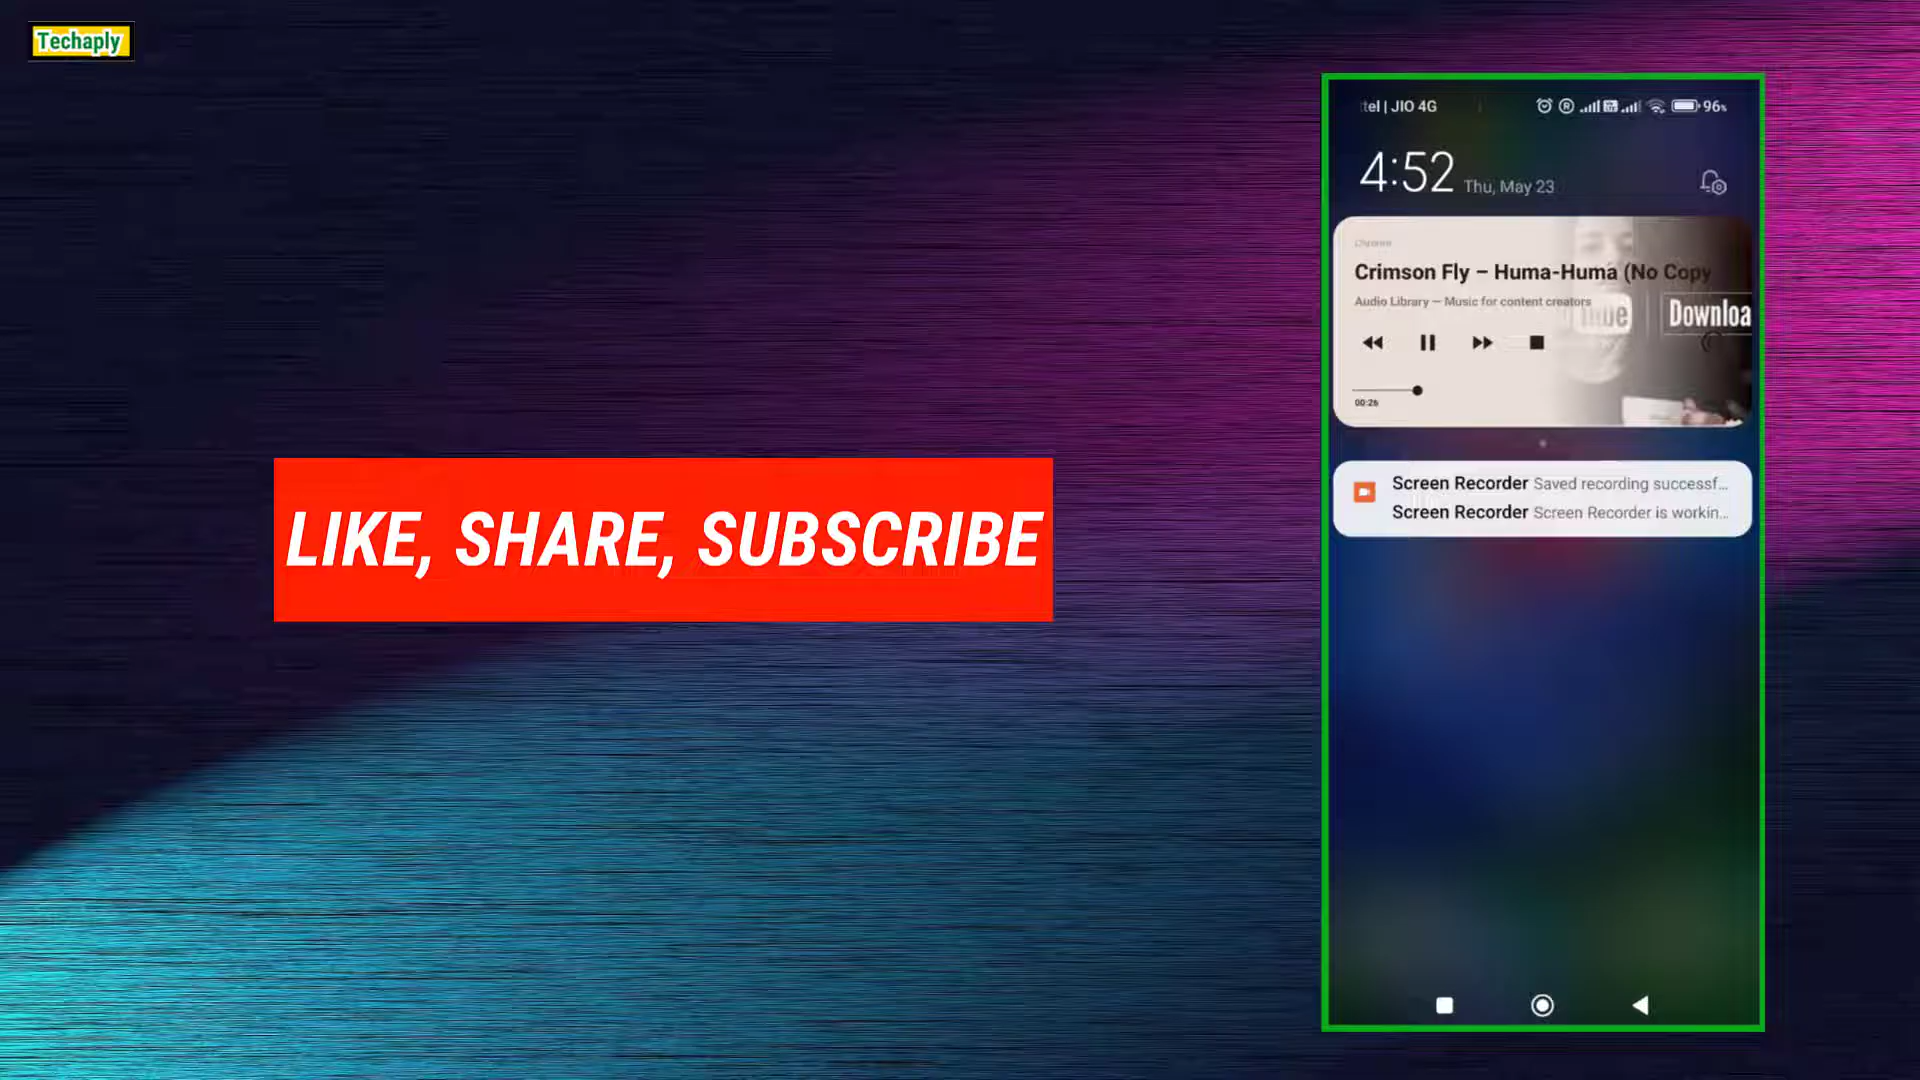 Techaply
LIKE, SHARE, SUBSCRIBE
tel | JIO 4G
96%
4:52 Thu, May 23
Chrome
Crimson Fly – Huma-Huma (No Copy
Audio Library — Music for content creators
Downloa
00:26
Screen Recorder Saved recording successf...
Screen Recorder Screen Recorder is workin...